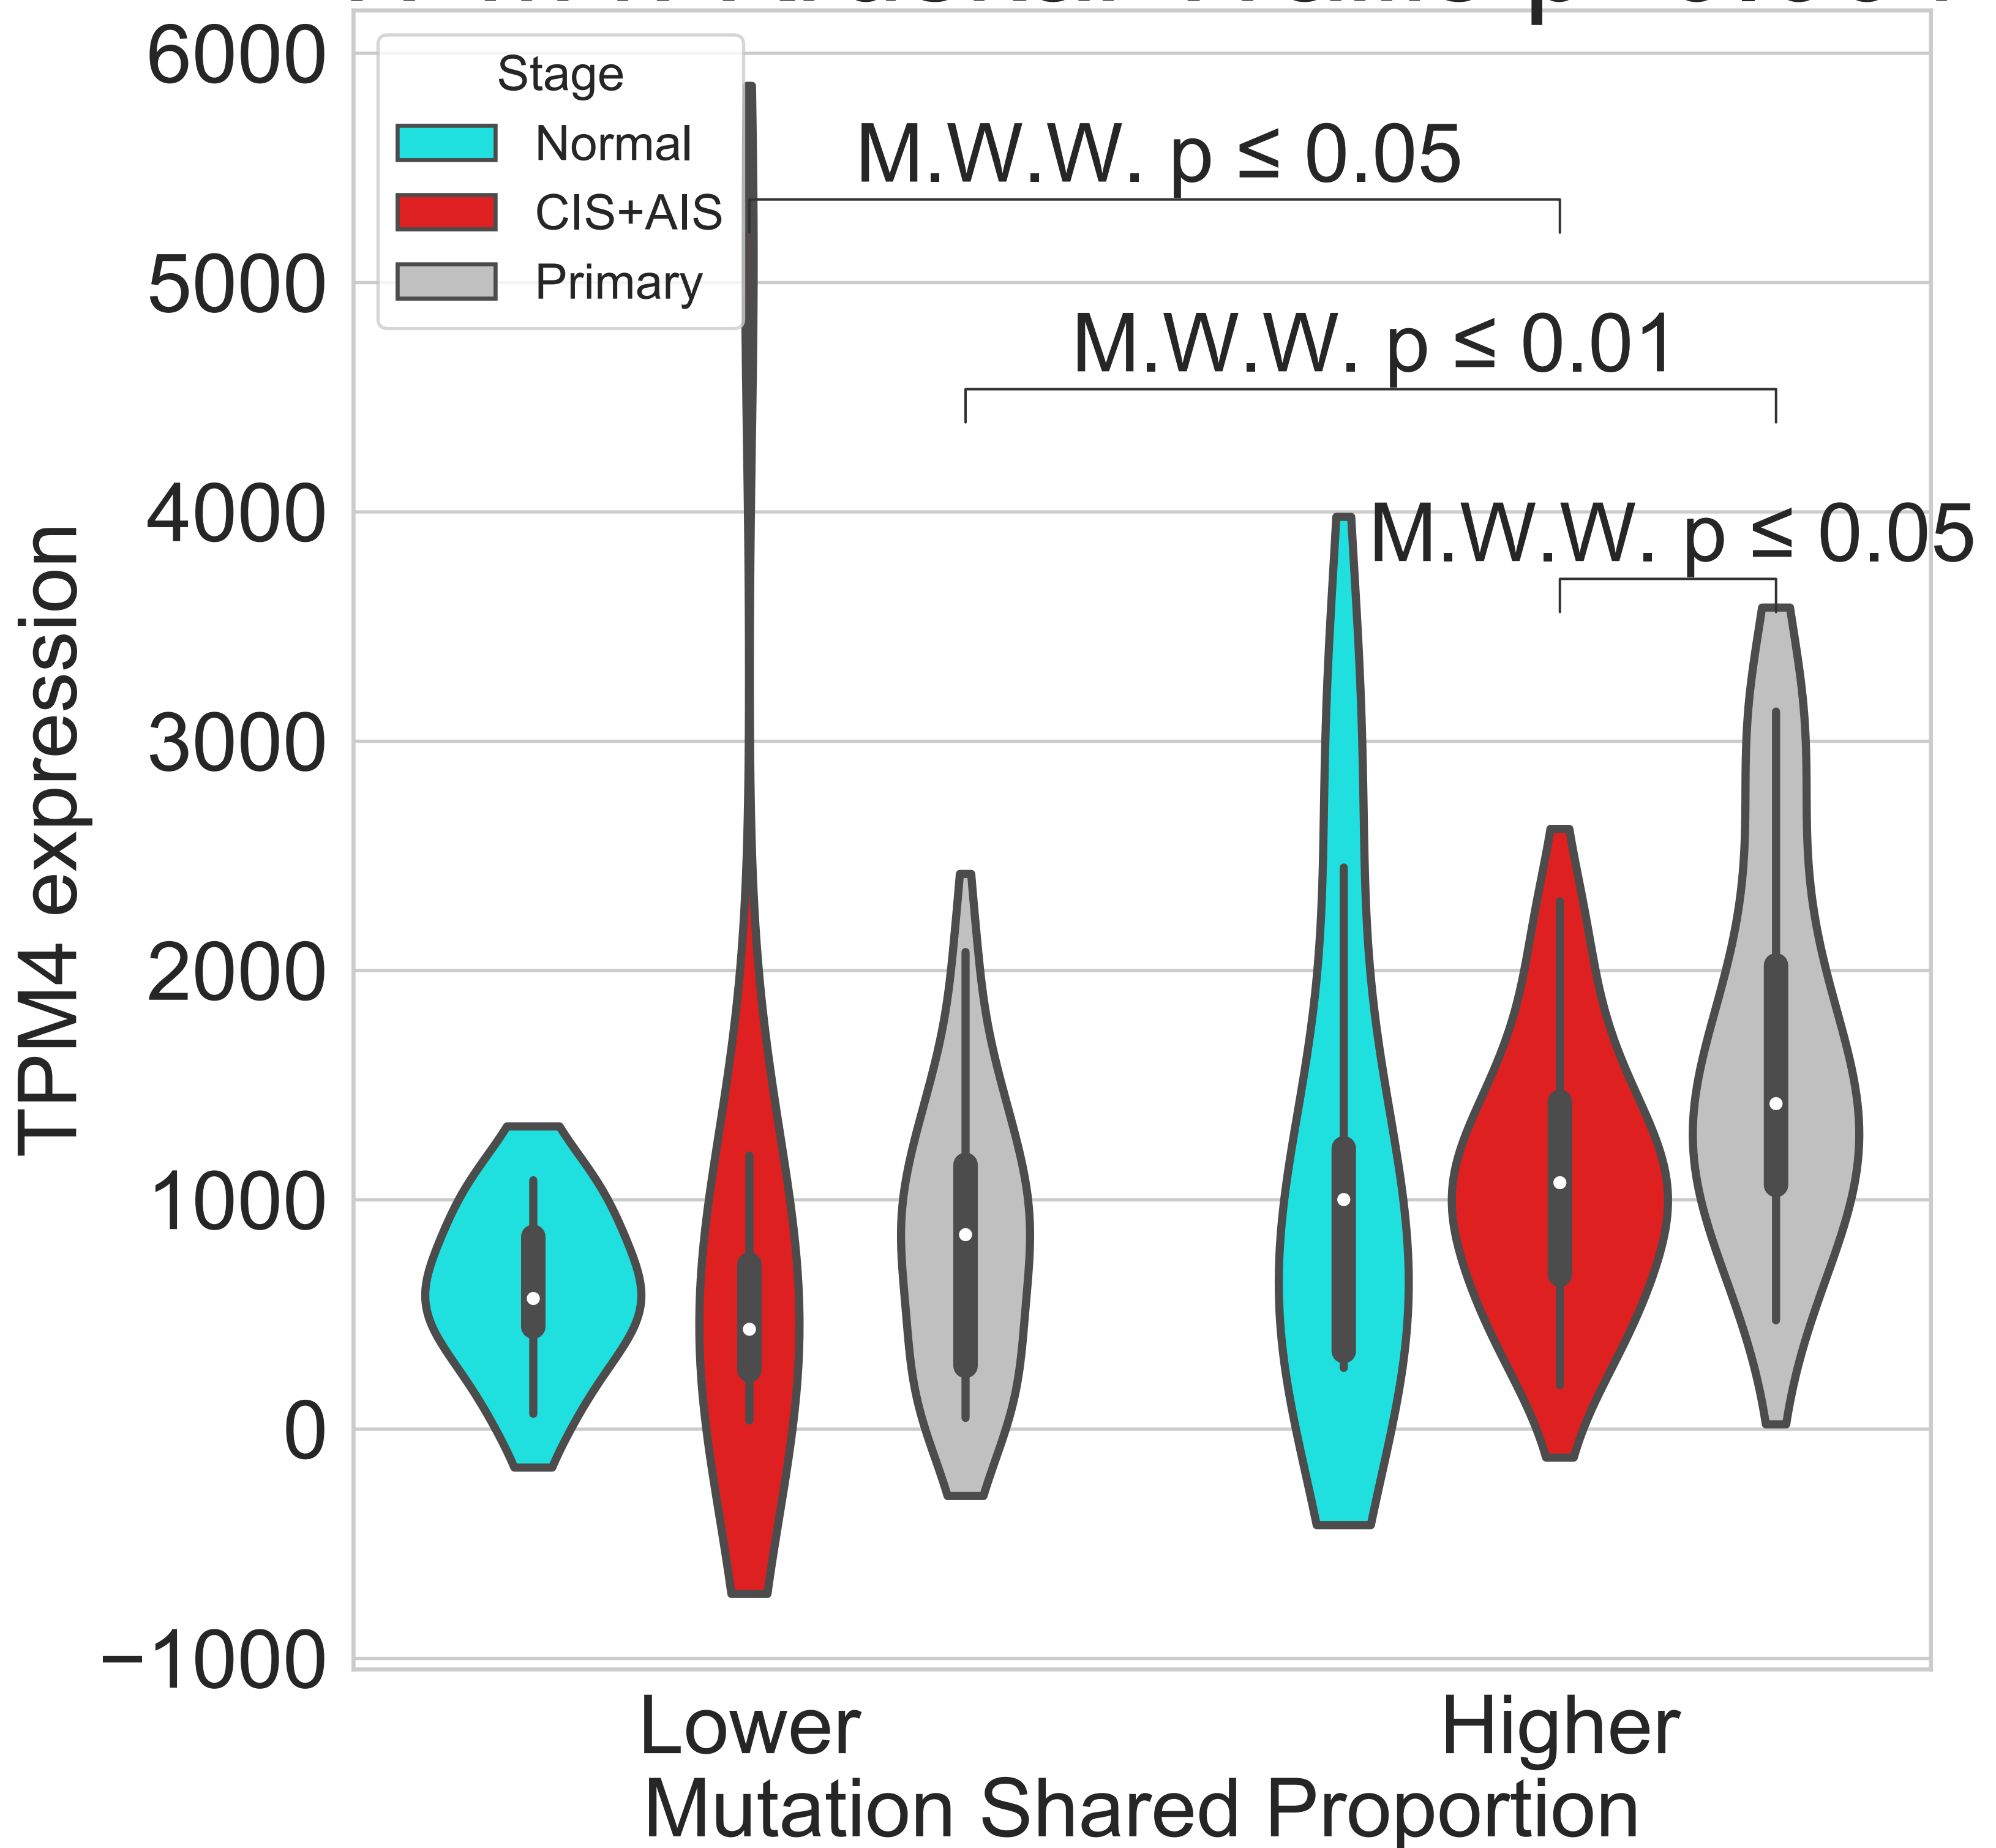 Stage
Normal
CIS+AIS
Primary
M.W.W. p ≤ 0.05
M.W.W. p ≤ 0.01
M.W.W. p ≤ 0.05
6000
5000
4000
3000
2000
1000
0
−1000
TPM4 expression
Lower
Higher
Mutation Shared Proportion